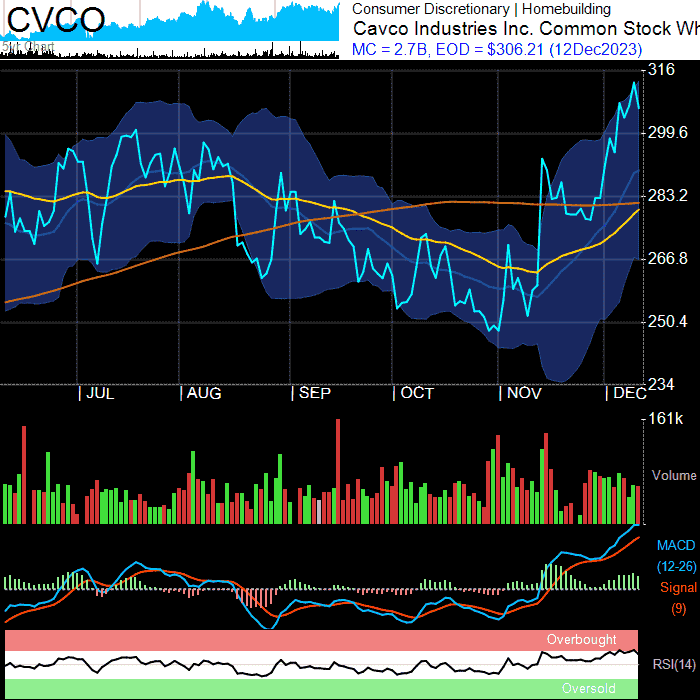 CVCO
5yr Chart
Consumer Discretionary | Homebuilding
Cavco Industries Inc. Common Stock Wh
MC = 2.7B, EOD = $306.21 (12Dec2023)
316
299.6
283.2
266.8
250.4
234
JUL AUG SEP OCT NOV DEC
161k
Volume
MACD
(12-26)
Signal
(9)
Overbought
RSI(14)
Oversold